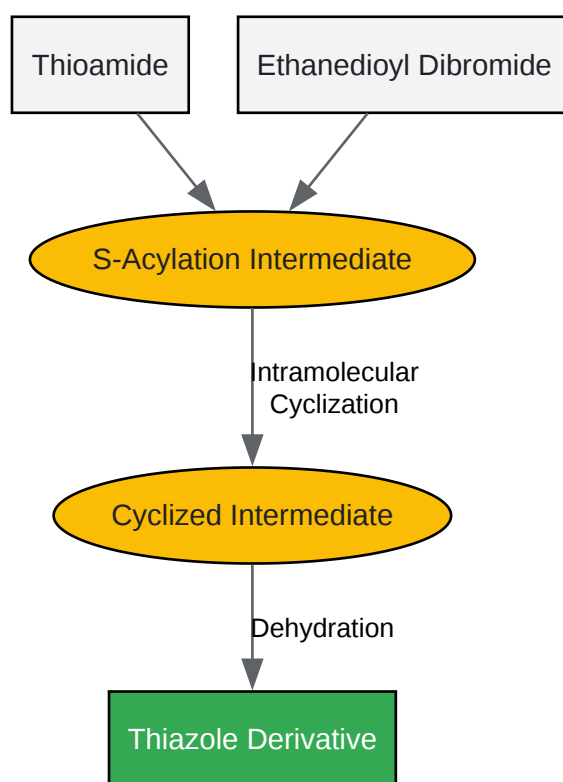 Thioamide
Ethanedioyl Dibromide
S-Acylation Intermediate
Intramolecular
Cyclization
Cyclized Intermediate
Dehydration
Thiazole Derivative